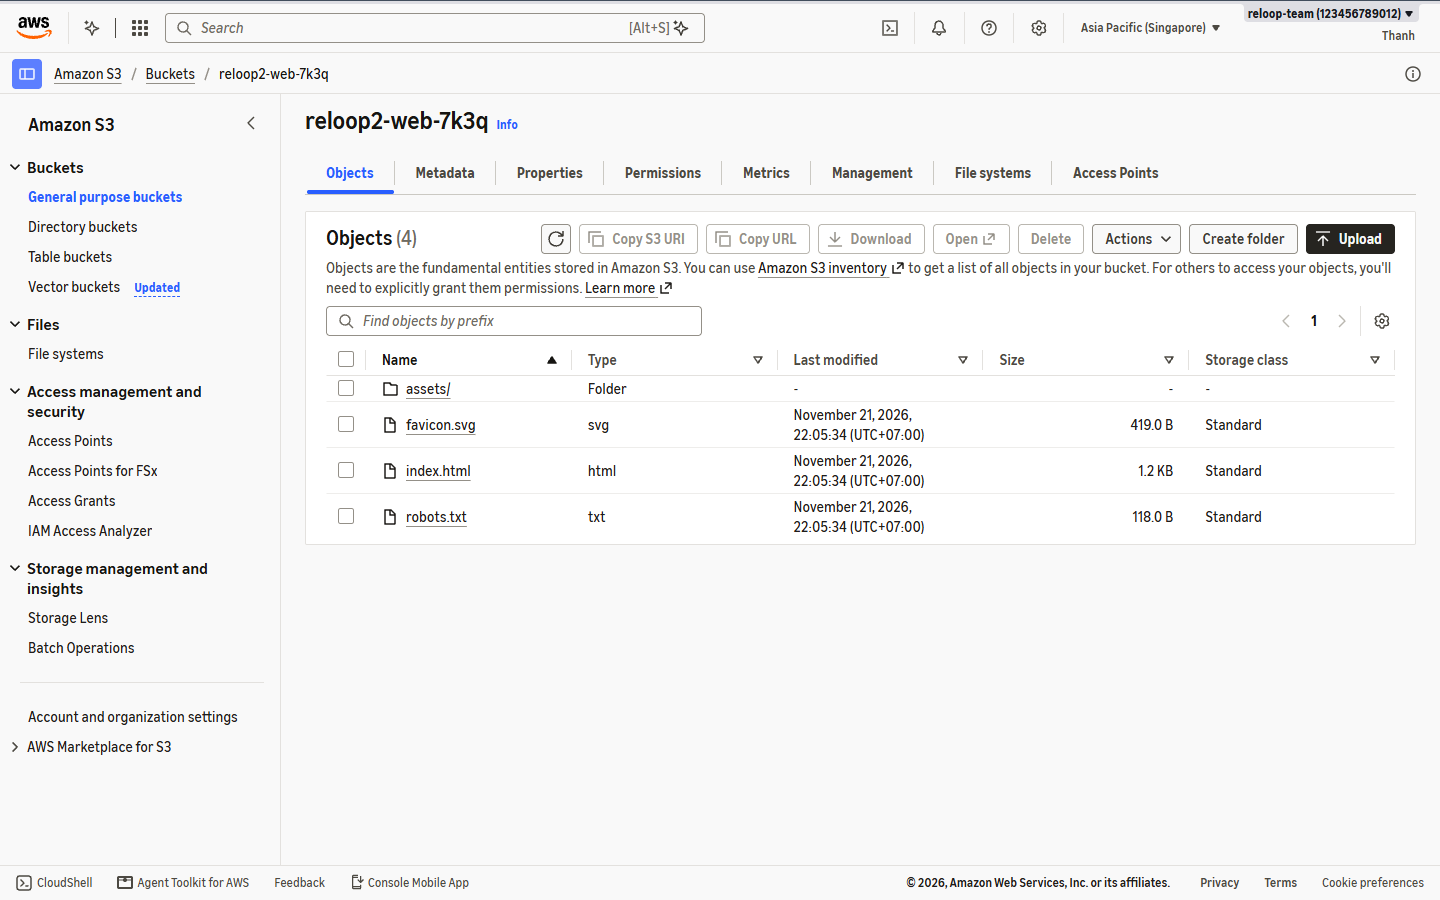 aws
Search
[Alt+S]
Asia Pacific (Singapore)
reloop-team (123456789012)
Thanh
Amazon S3 / Buckets / reloop2-web-7k3q
Amazon S3
Buckets
General purpose buckets
Directory buckets
Table buckets
Vector buckets Updated
Files
File systems
Access management and
security
Access Points
Access Points for FSx
Access Grants
IAM Access Analyzer
Storage management and
insights
Storage Lens
Batch Operations
Account and organization settings
AWS Marketplace for S3
reloop2-web-7k3q Info
Objects Metadata Properties Permissions Metrics Management File systems Access Points
Objects (4)
Copy S3 URI Copy URL Download Open Delete Actions Create folder Upload
Objects are the fundamental entities stored in Amazon S3. You can use Amazon S3 inventory to get a list of all objects in your bucket. For others to access your objects, you'll
need to explicitly grant them permissions. Learn more
Find objects by prefix
1
Name Type Last modified Size Storage class
assets/ Folder - - -
favicon.svg svg November 21, 2026, 22:05:34 (UTC+07:00) 419.0 B Standard
index.html html November 21, 2026, 22:05:34 (UTC+07:00) 1.2 KB Standard
robots.txt txt November 21, 2026, 22:05:34 (UTC+07:00) 118.0 B Standard
CloudShell Agent Toolkit for AWS Feedback Console Mobile App
© 2026, Amazon Web Services, Inc. or its affiliates. Privacy Terms Cookie preferences